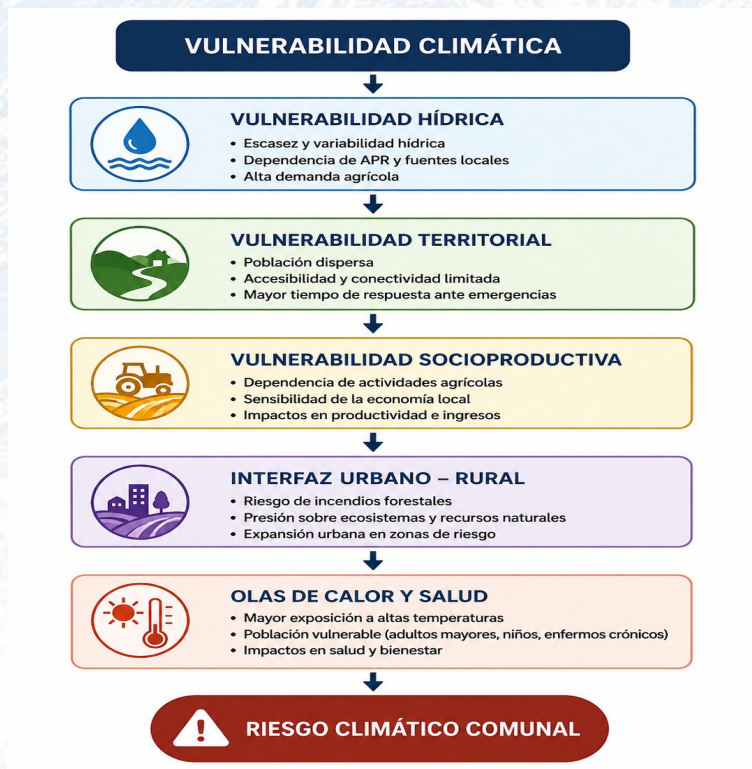 VULNERABILIDAD CLIMÁTICA
VULNERABILIDAD HÍDRICA
• Escasez y variabilidad hídrica
• Dependencia de APR y fuentes locales
• Alta demanda agrícola
VULNERABILIDAD TERRITORIAL
• Población dispersa
• Accesibilidad y conectividad limitada
• Mayor tiempo de respuesta ante emergencias
VULNERABILIDAD SOCIOPRODUCTIVA
• Dependencia de actividades agrícolas
• Sensibilidad de la economía local
• Impactos en productividad e ingresos
INTERFAZ URBANO – RURAL
• Riesgo de incendios forestales
• Presión sobre ecosistemas y recursos naturales
• Expansión urbana en zonas de riesgo
OLAS DE CALOR Y SALUD
• Mayor exposición a altas temperaturas
• Población vulnerable (adultos mayores, niños, enfermos crónicos)
• Impactos en salud y bienestar
RIESGO CLIMÁTICO COMUNAL